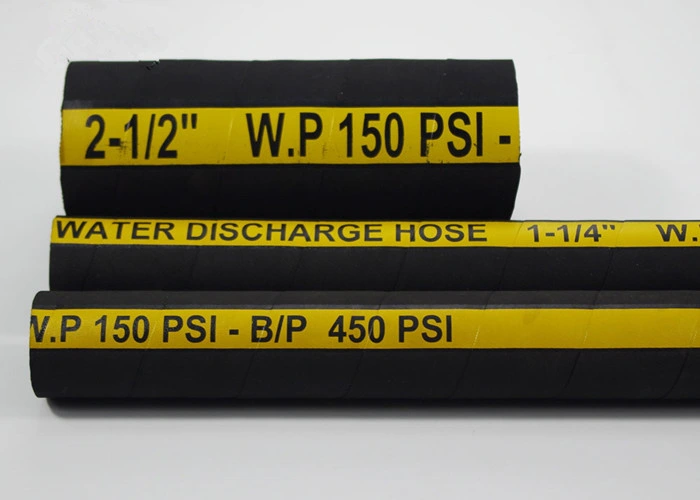 2-1/2" W.P 150 PSI -
WATER DISCHARGE HOSE 1-1/4" W.
W.P 150 PSI - B/P 450 PSI